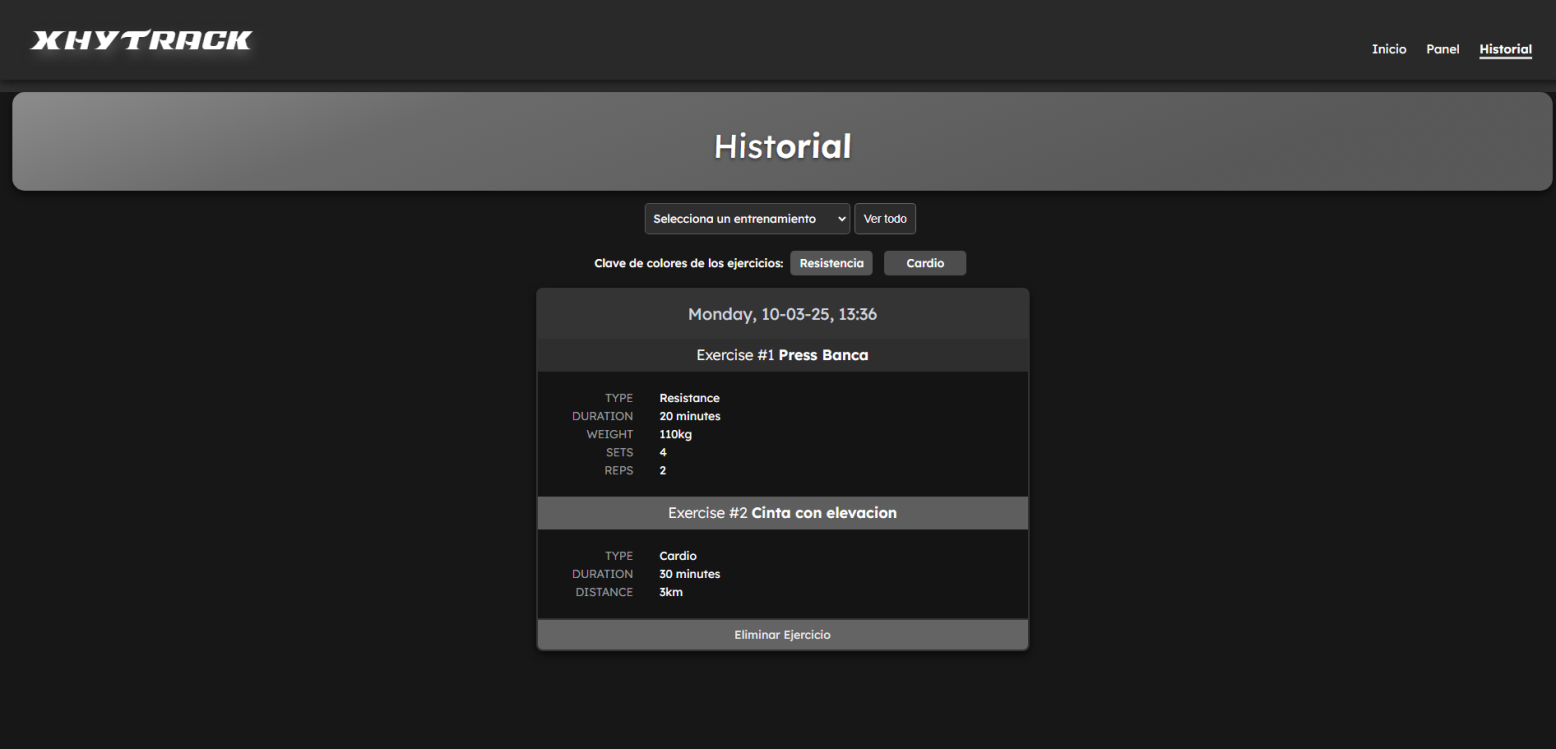 XHYTRACK
Inicio Panel Historial
Historial
Selecciona un entrenamiento Ver todo
Clave de colores de los ejercicios: Resistencia Cardio
Monday, 10-03-25, 13:36
Exercise #1 Press Banca
TYPE Resistance
DURATION 20 minutes
WEIGHT 110kg
SETS 4
REPS 2
Exercise #2 Cinta con elevacion
TYPE Cardio
DURATION 30 minutes
DISTANCE 3km
Eliminar Ejercicio